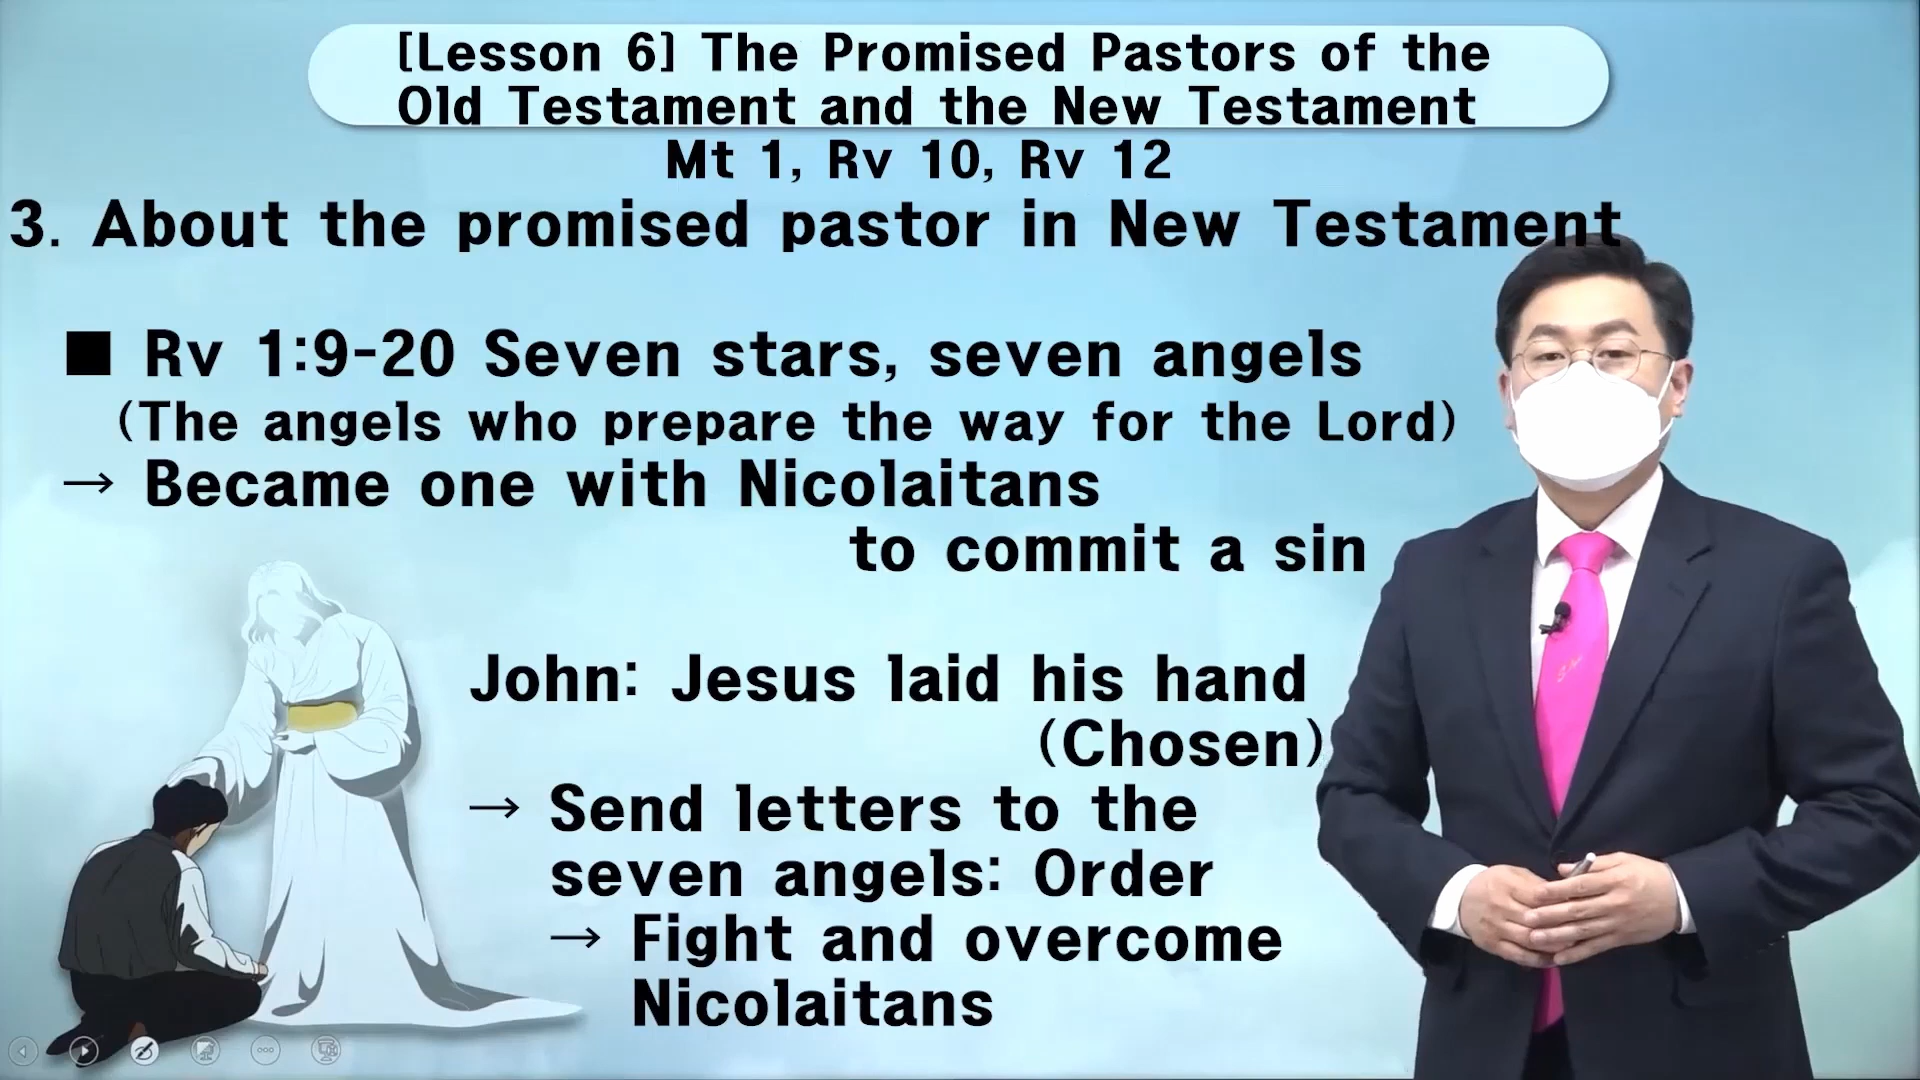 [Lesson 6] The Promised Pastors of the
Old Testament and the New Testament
Mt 1, Rv 10, Rv 12
3. About the promised pastor in New Testament
■ Rv 1:9-20 Seven stars, seven angels
(The angels who prepare the way for the Lord)
→ Became one with Nicolaitans
to commit a sin
John: Jesus laid his hand
(Chosen)
→ Send letters to the
seven angels: Order
→ Fight and overcome
Nicolaitans